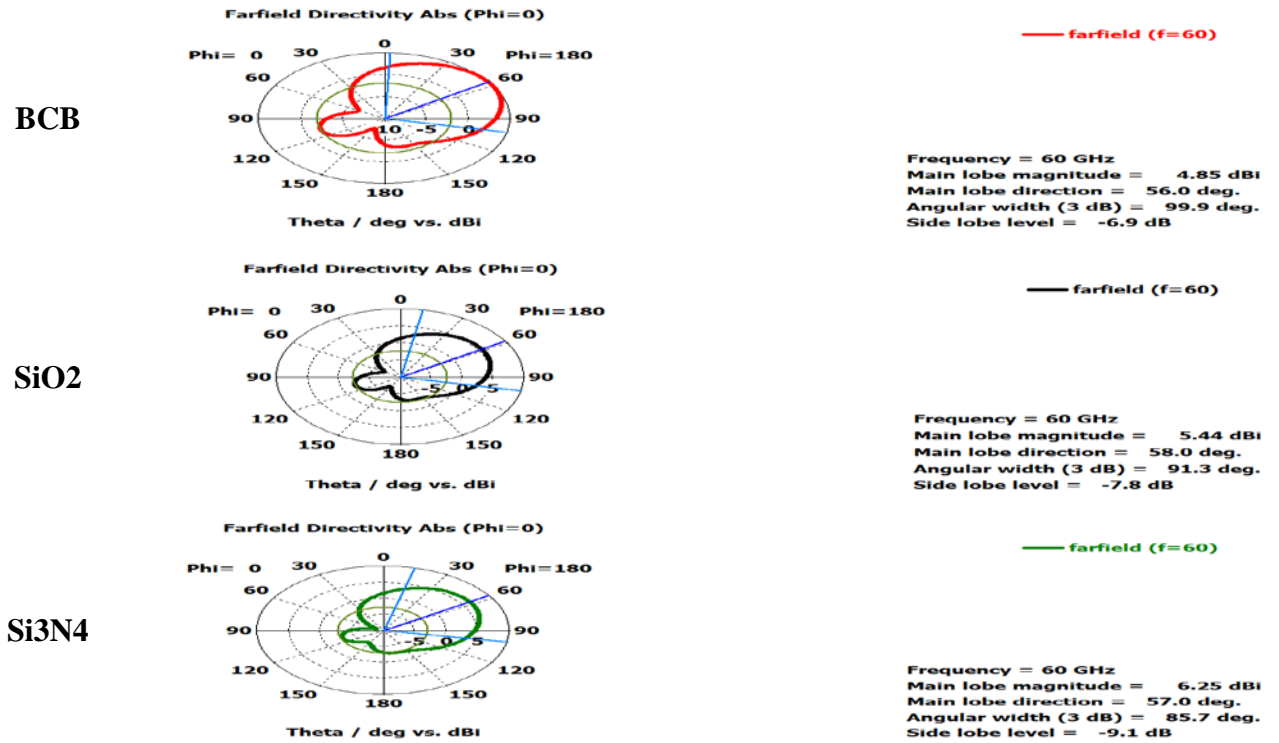 Farfield Directivity Abs (Phi=0)
farfield (f=60)
Phi= 0 30 0 30 Phi=180
60 60
BCB
90 10 -5 0 90
120 120
150 180 150
Theta / deg vs. dBi
Frequency = 60 GHz
Main lobe magnitude = 4.85 dBi
Main lobe direction = 56.0 deg.
Angular width (3 dB) = 99.9 deg.
Side lobe level = -6.9 dB
Farfield Directivity Abs (Phi=0)
farfield (f=60)
Phi= 0 30 0 30 Phi=180
60 60
SiO2
90 -5 0 5 90
120 120
150 180 150
Theta / deg vs. dBi
Frequency = 60 GHz
Main lobe magnitude = 5.44 dBi
Main lobe direction = 58.0 deg.
Angular width (3 dB) = 91.3 deg.
Side lobe level = -7.8 dB
Farfield Directivity Abs (Phi=0)
farfield (f=60)
Phi= 0 30 0 30 Phi=180
60 60
Si3N4
90 -5 0 5 90
120 120
150 180 150
Theta / deg vs. dBi
Frequency = 60 GHz
Main lobe magnitude = 6.25 dBi
Main lobe direction = 57.0 deg.
Angular width (3 dB) = 85.7 deg.
Side lobe level = -9.1 dB